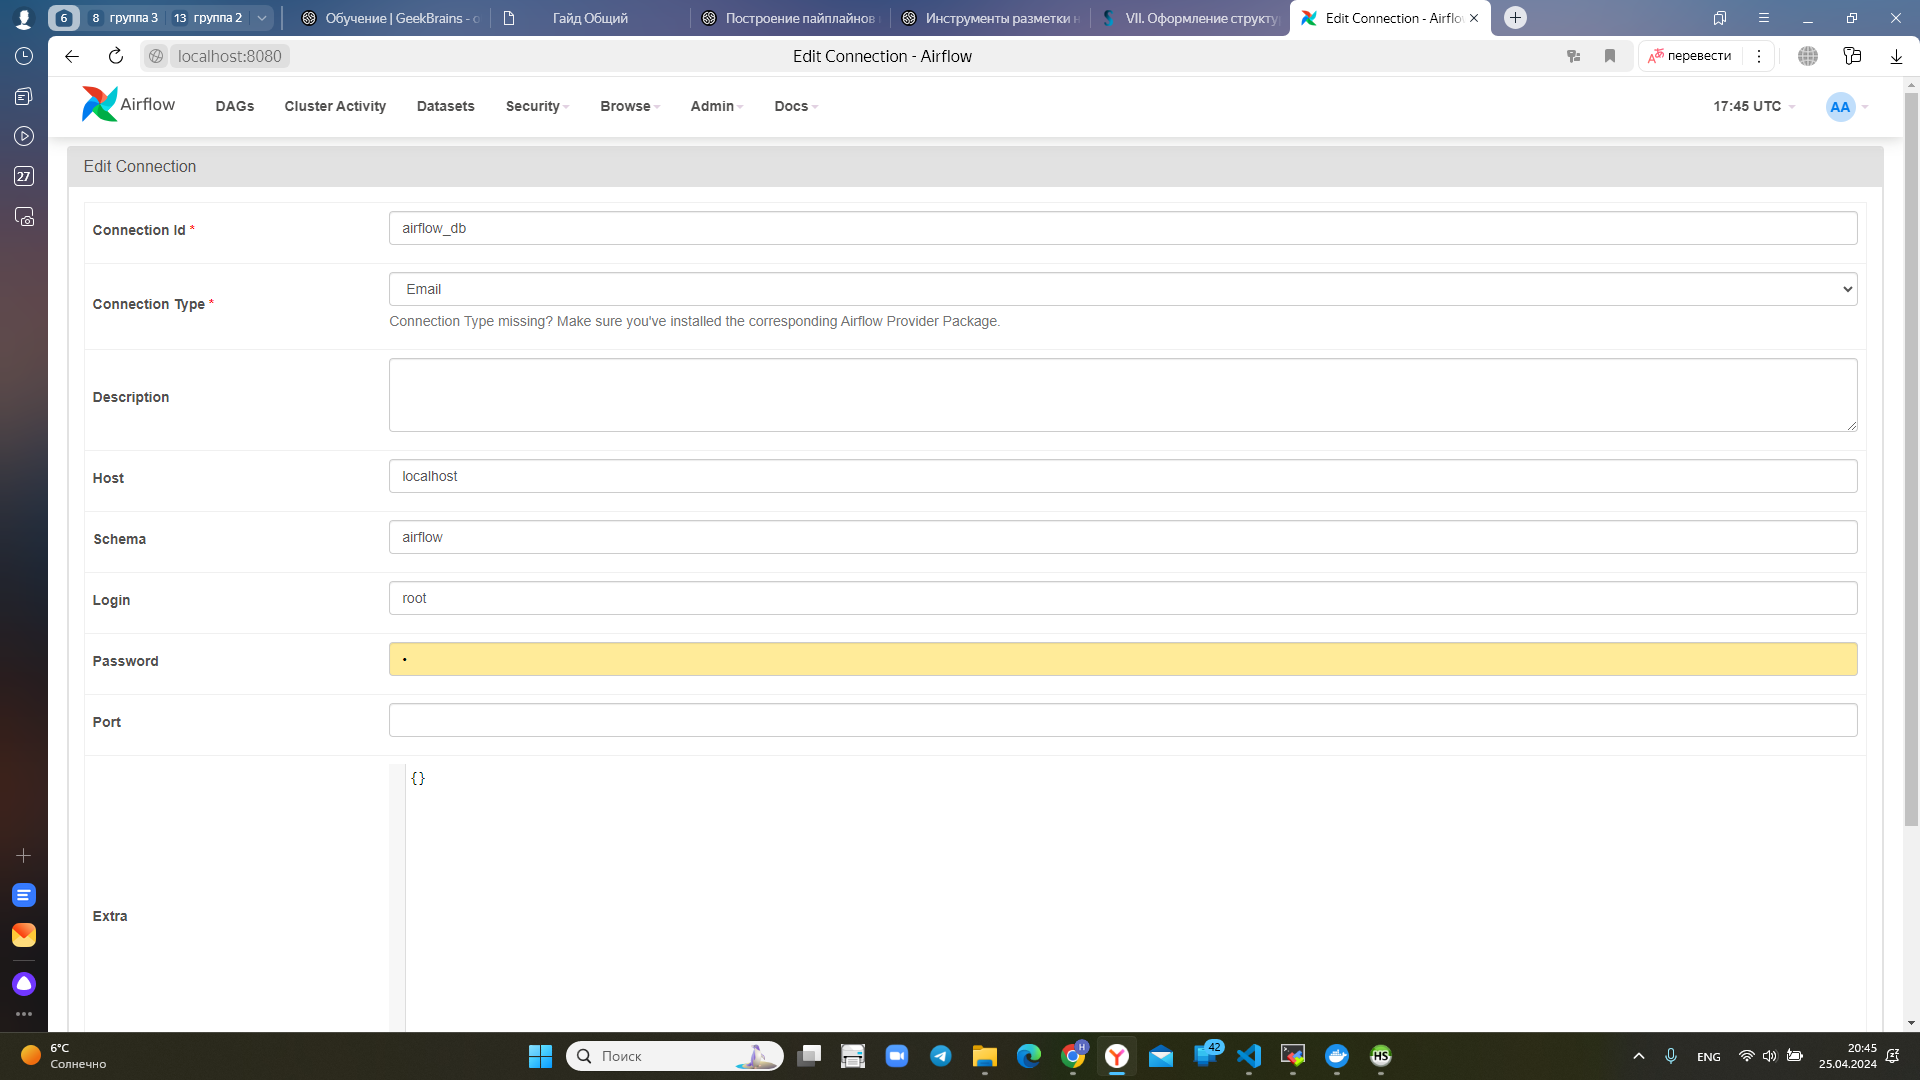 6
8 группа 3
13 группа 2
Обучение | GeekBrains - о
Гайд Общий
Построение пайплайнов
Инструменты разметки н
VII. Оформление структу
Edit Connection - Airflo
localhost:8080
Edit Connection - Airflow
перевести
27
Airflow
DAGs
Cluster Activity
Datasets
Security
Browse
Admin
Docs
17:45 UTC
AA
Edit Connection
Connection Id *
airflow_db
Connection Type *
Email
Connection Type missing? Make sure you've installed the corresponding Airflow Provider Package.
Description
Host
localhost
Schema
airflow
Login
root
Password
•
Port
Extra
{}
6°C
Солнечно
Поиск
H
Y
42
HS
ENG
20:45
25.04.2024